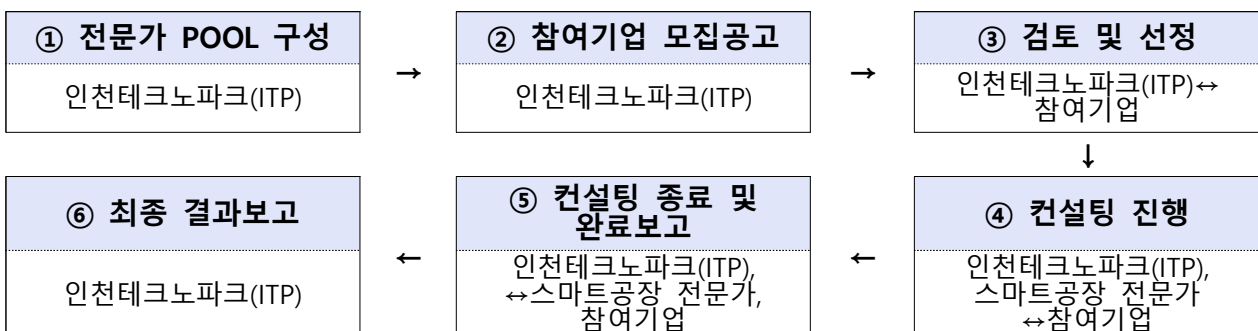 ① 전문가 POOL 구성
인천테크노파크(ITP)
→
② 참여기업 모집공고
인천테크노파크(ITP)
→
③ 검토 및 선정
인천테크노파크(ITP)↔
참여기업
↓
④ 컨설팅 진행
인천테크노파크(ITP),
스마트공장 전문가
↔참여기업
←
⑤ 컨설팅 종료 및
완료보고
인천테크노파크(ITP),
↔스마트공장 전문가,
참여기업
←
⑥ 최종 결과보고
인천테크노파크(ITP)